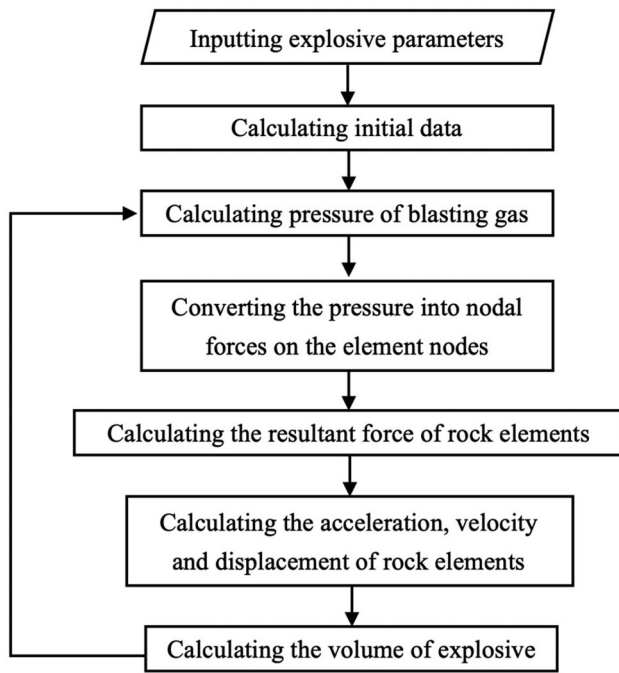 Inputting explosive parameters
Calculating initial data
Calculating pressure of blasting gas
Converting the pressure into nodal
forces on the element nodes
Calculating the resultant force of rock elements
Calculating the acceleration, velocity
and displacement of rock elements
Calculating the volume of explosive